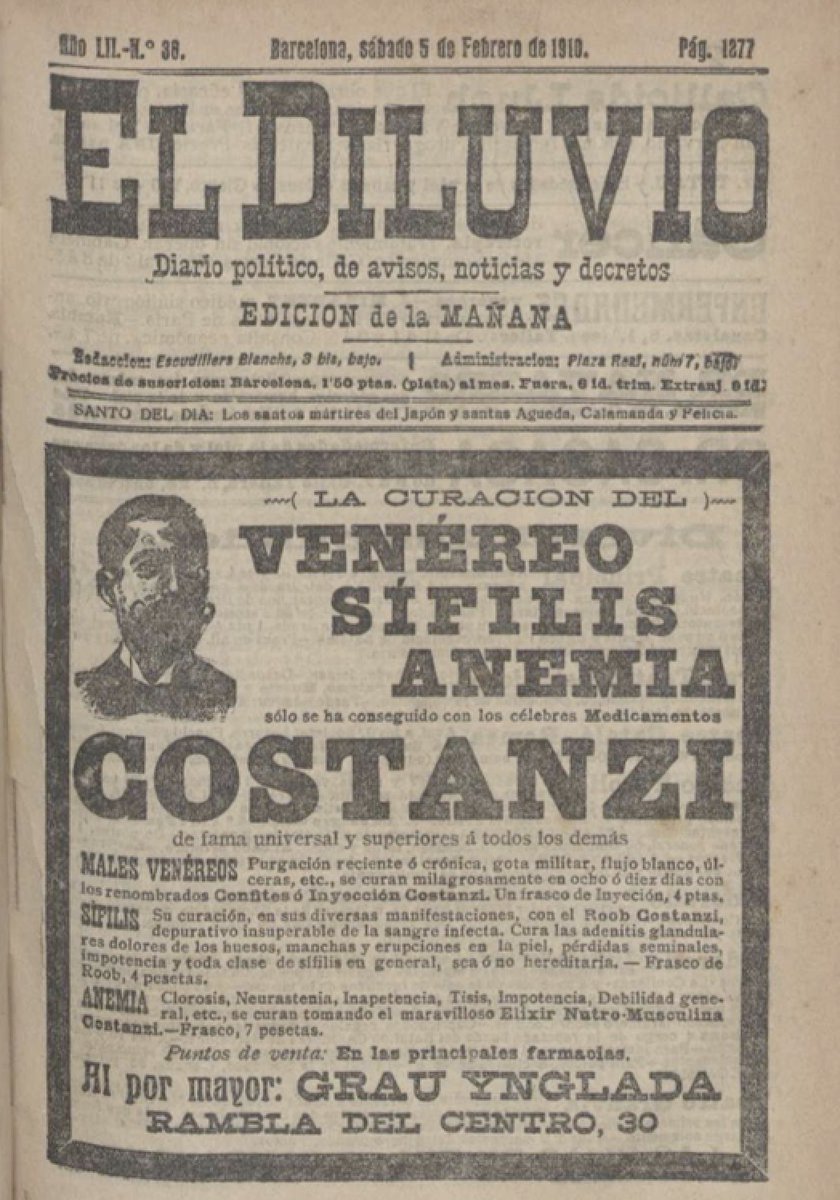 Año LII.-N.º 36. Barcelona, sábado 5 de Febrero de 1910. Pág. 1277
EL DILUVIO
Diario político, de avisos, noticias y decretos
EDICION de la MAÑANA
Redaccion: Escudillers Blanchs, 3 bis, bajo. | Administracion: Plaza Real, núm 7, bajo
Precios de suscricion: Barcelona, 1'50 ptas. (plata) al mes. Fuera, 6 id. trim. Extranj. 9 id.
SANTO DEL DIA: Los santos mártires del Japón y santas Agueda, Calamanda y Felicia.
( LA CURACION DEL )
VENÉREO
SÍFILIS
ANEMIA
sólo se ha conseguido con los célebres Medicamentos
COSTANZI
de fama universal y superiores á todos los demás
MALES VENÉREOS Purgación reciente ó crónica, gota militar, flujo blanco, úl-
ceras, etc., se curan milagrosamente en ocho ó diez días con
los renombrados Confites ó Inyección Costanzi. Un frasco de Inyeción, 4 ptas.
SÍFILIS Su curación, en sus diversas manifestaciones, con el Roob Costanzi,
depurativo insuperable de la sangre infecta. Cura las adenitis glandula-
res dolores de los huesos, manchas y erupciones en la piel, pérdidas seminales,
impotencia y toda clase de sífilis en general, sea ó no hereditaria. — Frasco de
Roob, 4 pesetas.
ANEMIA Clorosis, Neurastenia, Inapetencia, Tisis, Impotencia, Debilidad gene-
ral, etc., se curan tomando el maravilloso Elixir Nutro-Musculina
Costanzi.—Frasco, 7 pesetas.
Puntos de venta: En las principales farmacias.
Al por mayor: GRAU YNGLADA
RAMBLA DEL CENTRO, 30